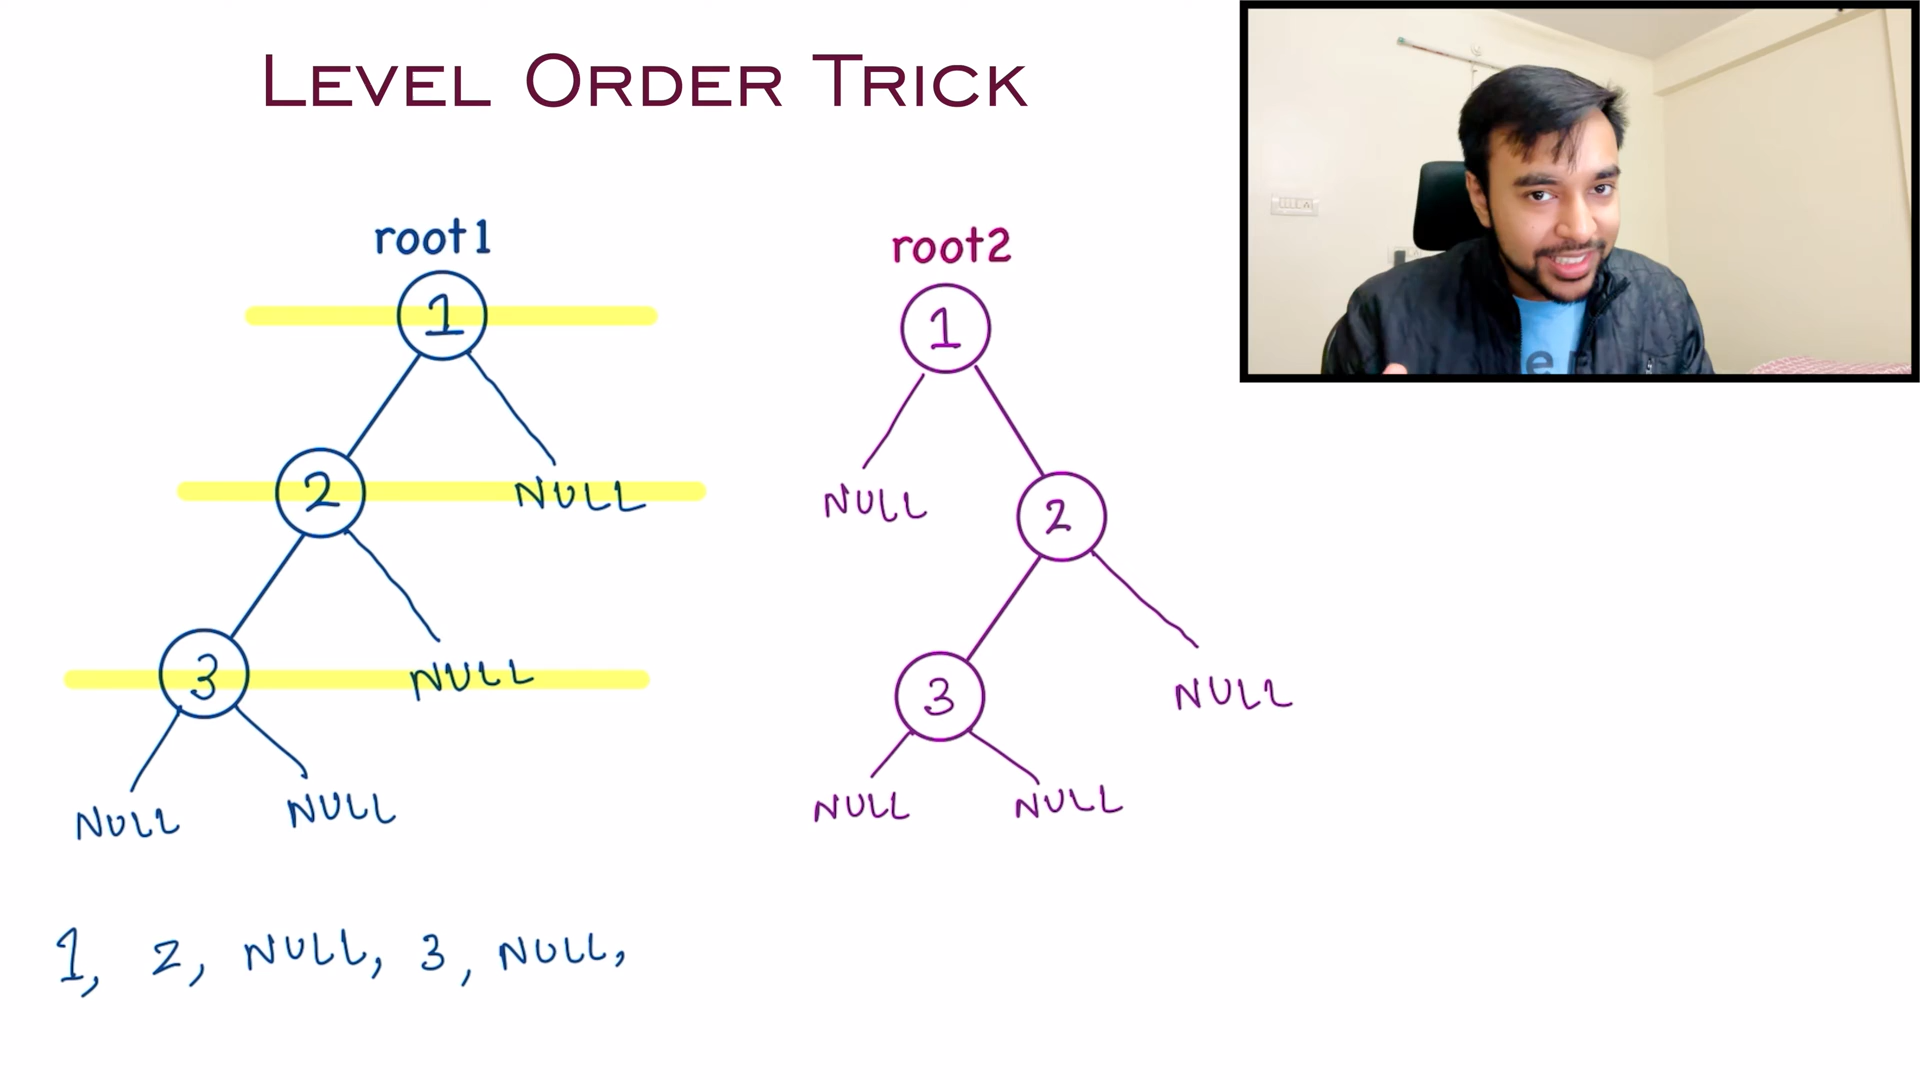 LEVEL ORDER TRICK
root1
root2
1
1
2
NULL
NULL
2
3
NULL
3
NULL
NULL
NULL
NULL
NULL
1, 2, NULL, 3, NULL,